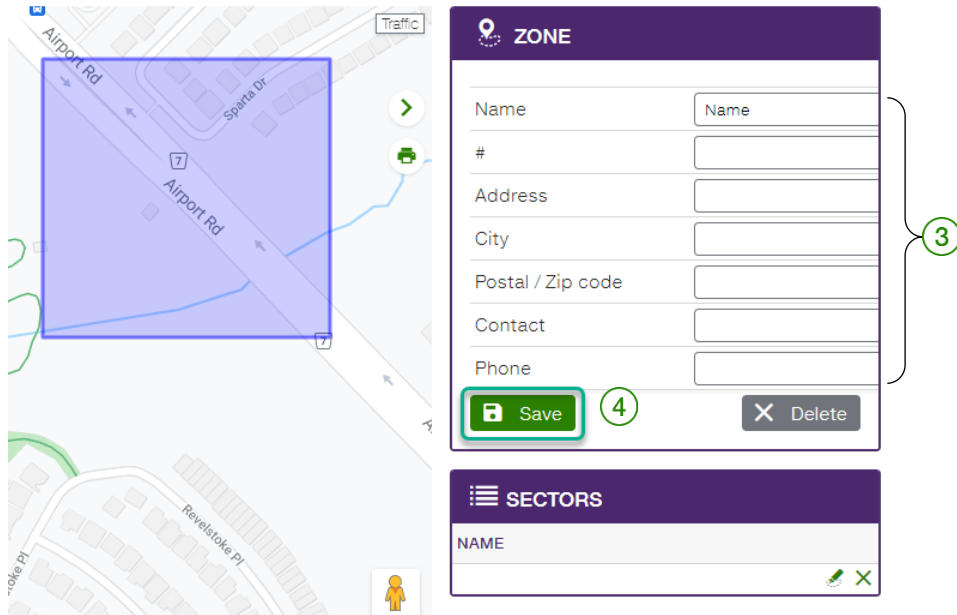 Traffic
Airport Rd
Sparta Dr
7
Airport Rd
7
Revelstoke Pl
ZONE
Name Name
#
Address
City
Postal / Zip code
Contact
Phone
3
Save
4
Delete
SECTORS
NAME